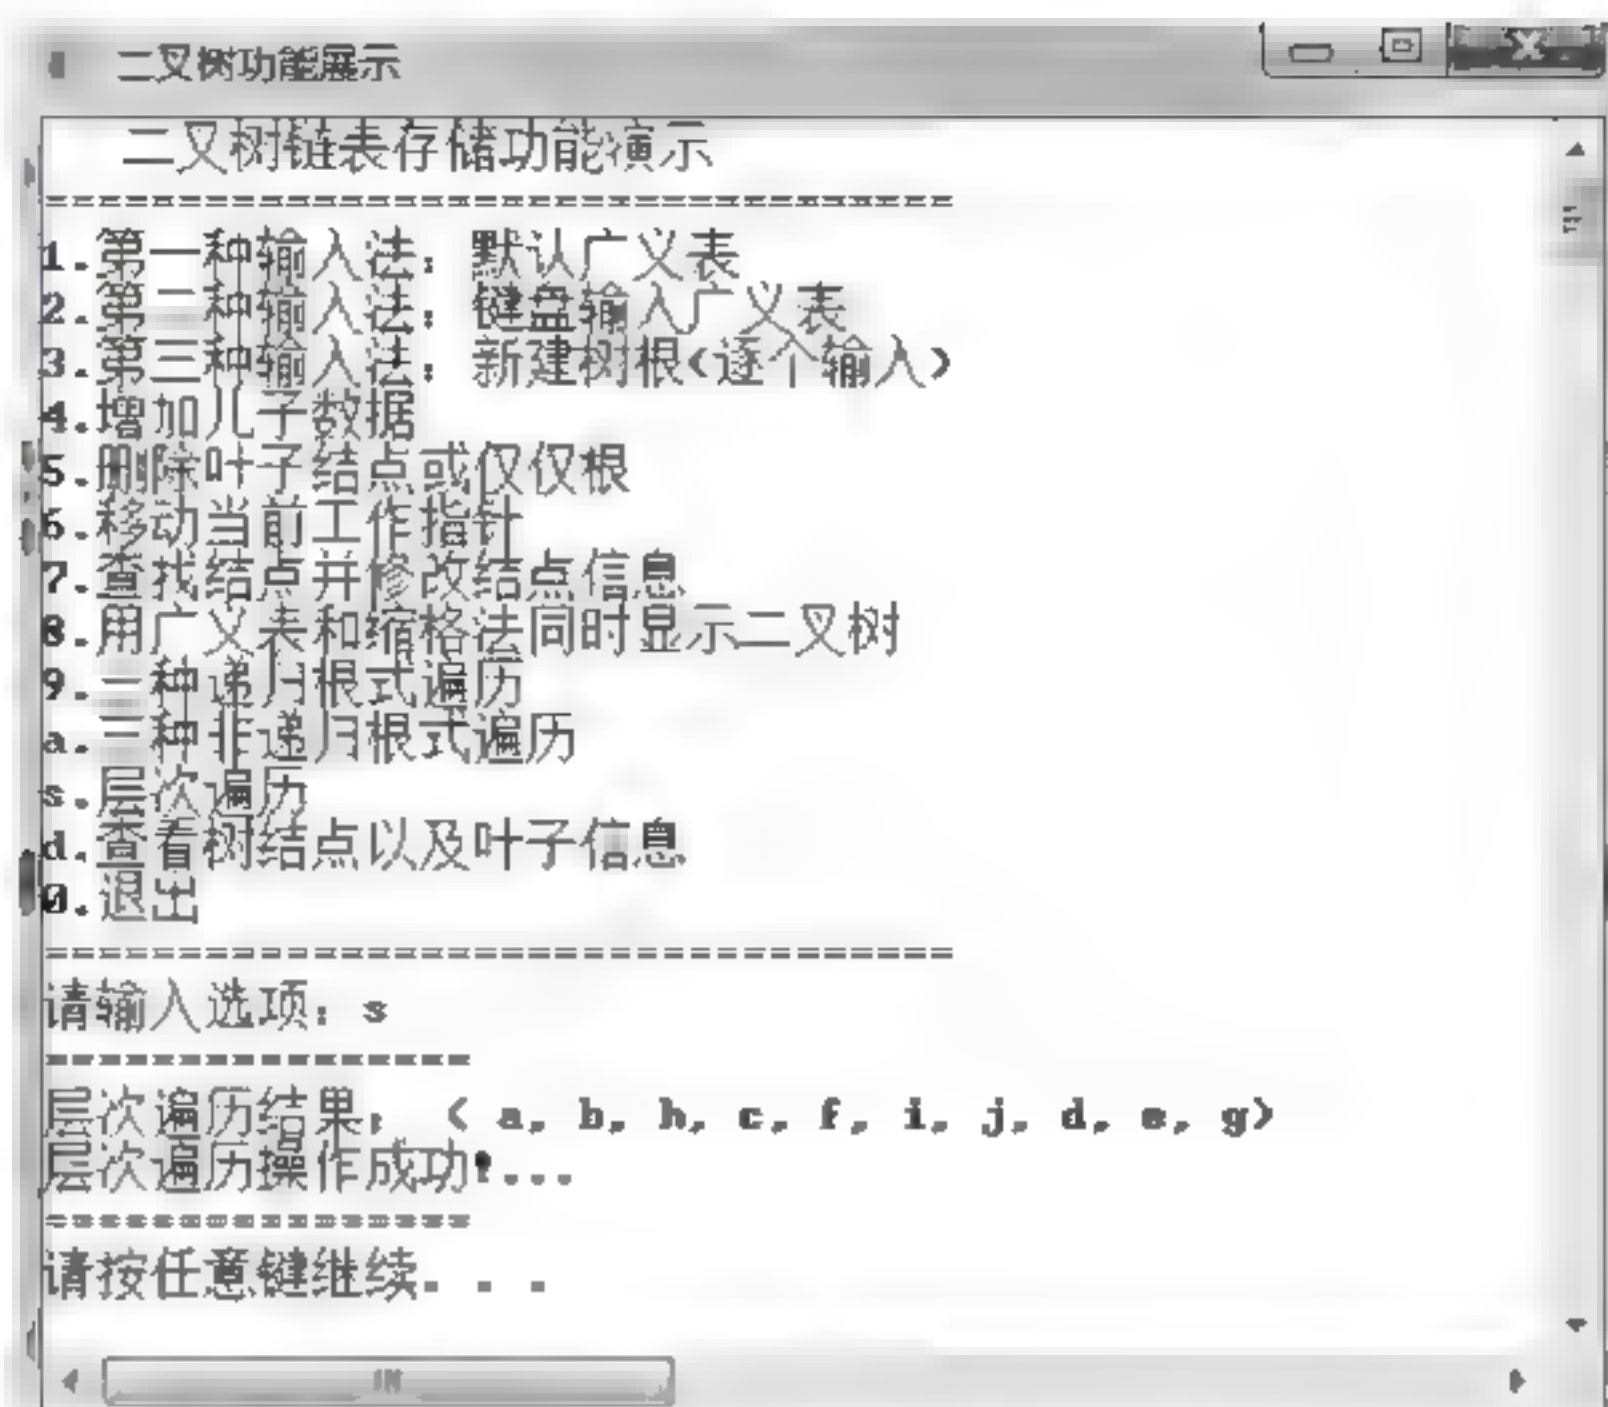 二叉树功能展示
二叉树链表存储功能演示
==================================
1.第一种输入法：默认广义表
2.第二种输入法：键盘输入广义表
3.第三种输入法：新建树根(逐个输入)
4.增加儿子数据
5.删除叶子结点或仅仅根
6.移动当前工作指针
7.查找结点并修改结点信息
8.用广义表和缩格法同时显示二叉树
9.三种递归根式遍历
a.三种非递归根式遍历
s.层次遍历
d.查看树结点以及叶子信息
0.退出
==================================
请输入选项：s
================
层次遍历结果： ( a, b, h, c, f, i, j, d, e, g)
层次遍历操作成功!...
================
请按任意键继续. . .